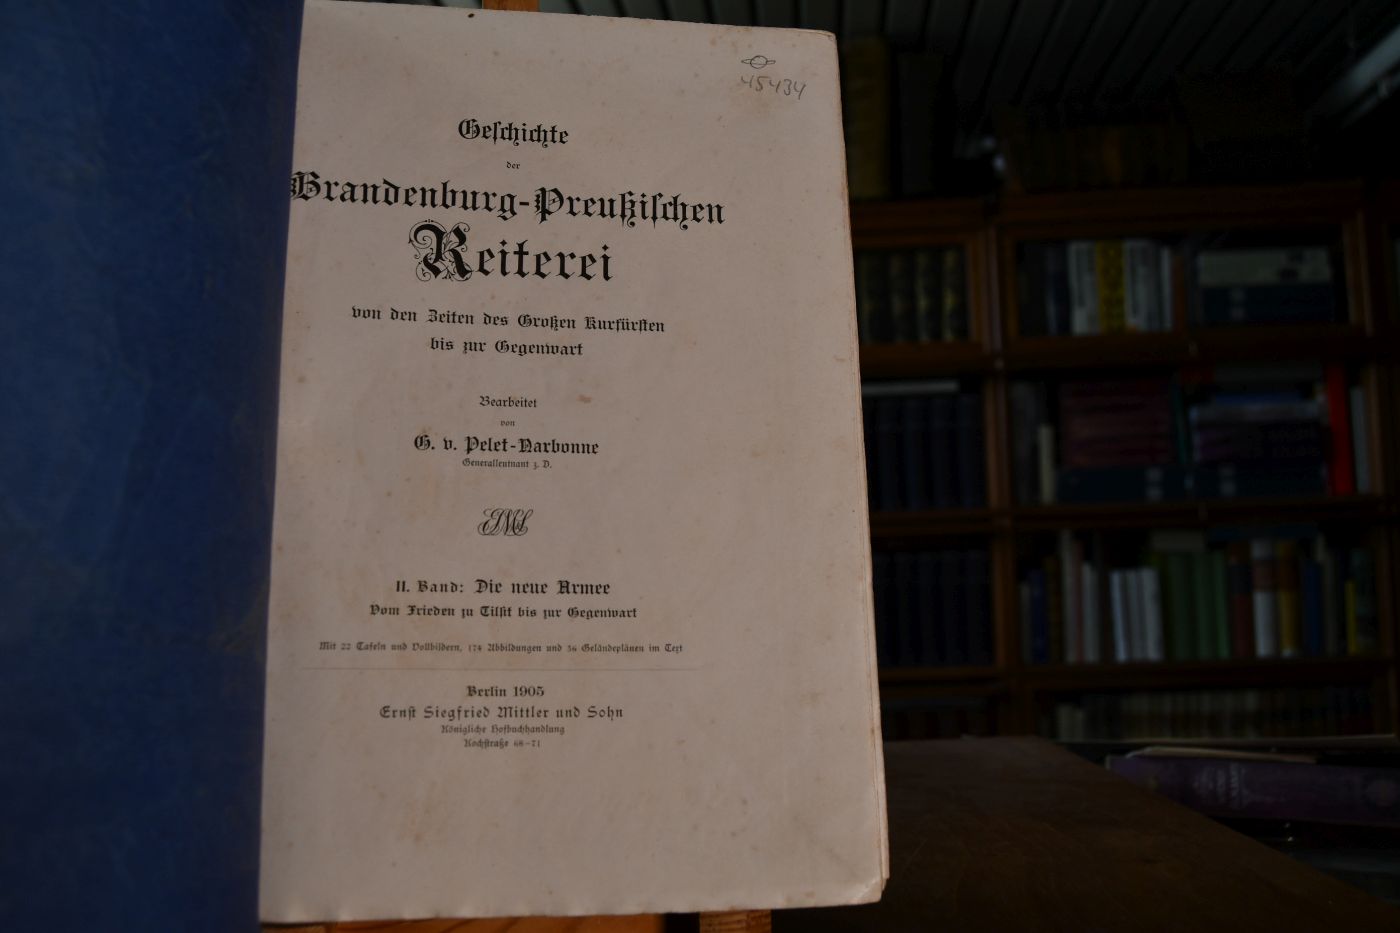 45434
Geschichte
der
Brandenburg-Preußischen
Reiterei
von den Zeiten des Großen Kurfürsten
bis zur Gegenwart
Bearbeitet
von
G. v. Pelet-Narbonne
Generalleutnant z. D.
II. Band: Die neue Armee
Vom Frieden zu Tilsit bis zur Gegenwart
Mit 22 Tafeln und Vollbildern, 174 Abbildungen und 56 Geländeplänen im Text
Berlin 1905
Ernst Siegfried Mittler und Sohn
Königliche Hofbuchhandlung
Kochstraße 68–71